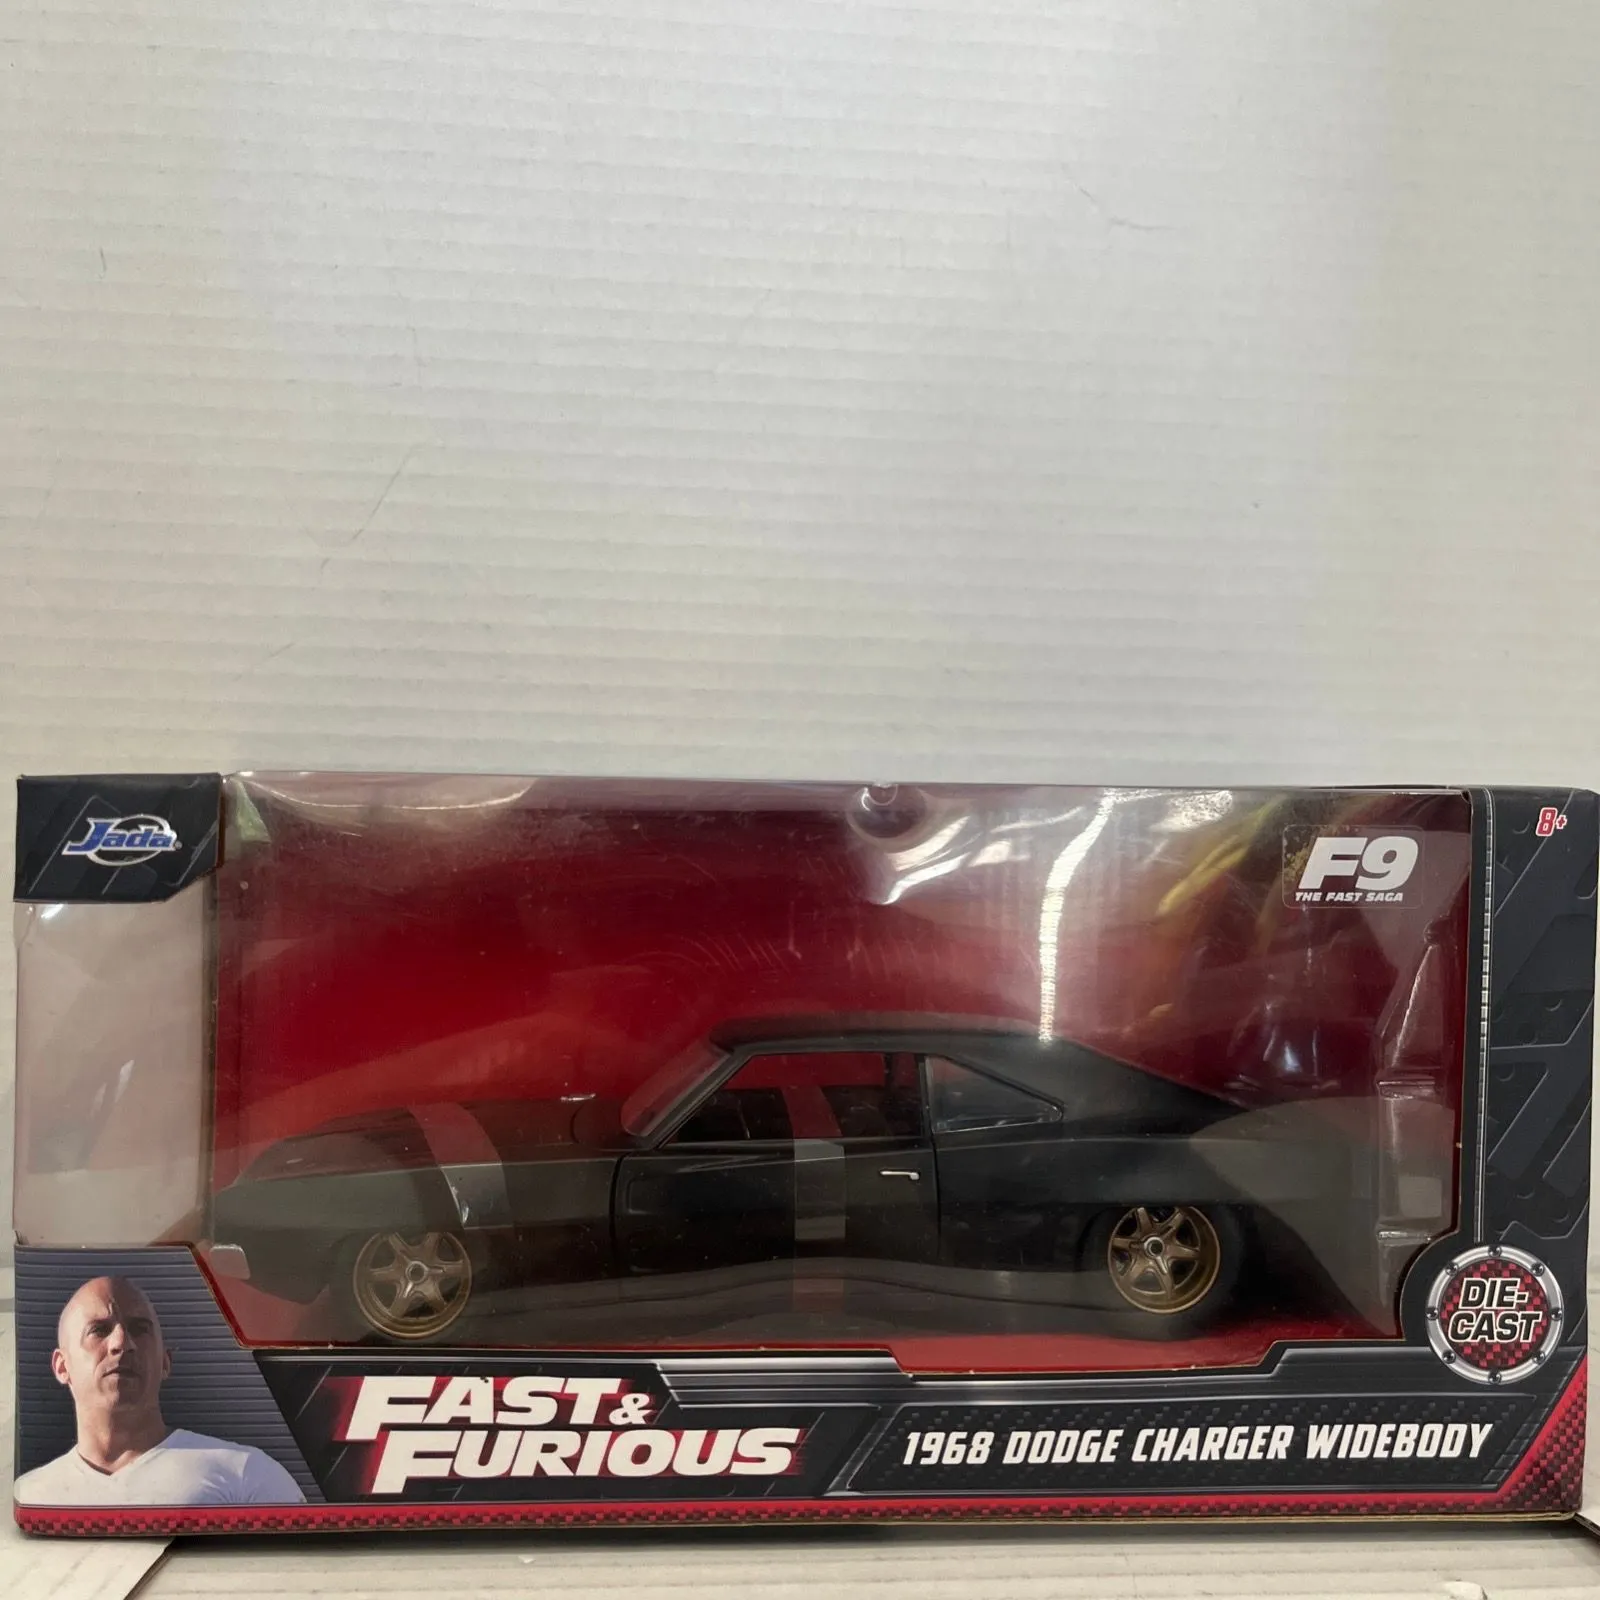 Jada
8+
F9
THE FAST SAGA
DIE-
CAST
FAST &
FURIOUS
1968 DODGE CHARGER WIDEBODY